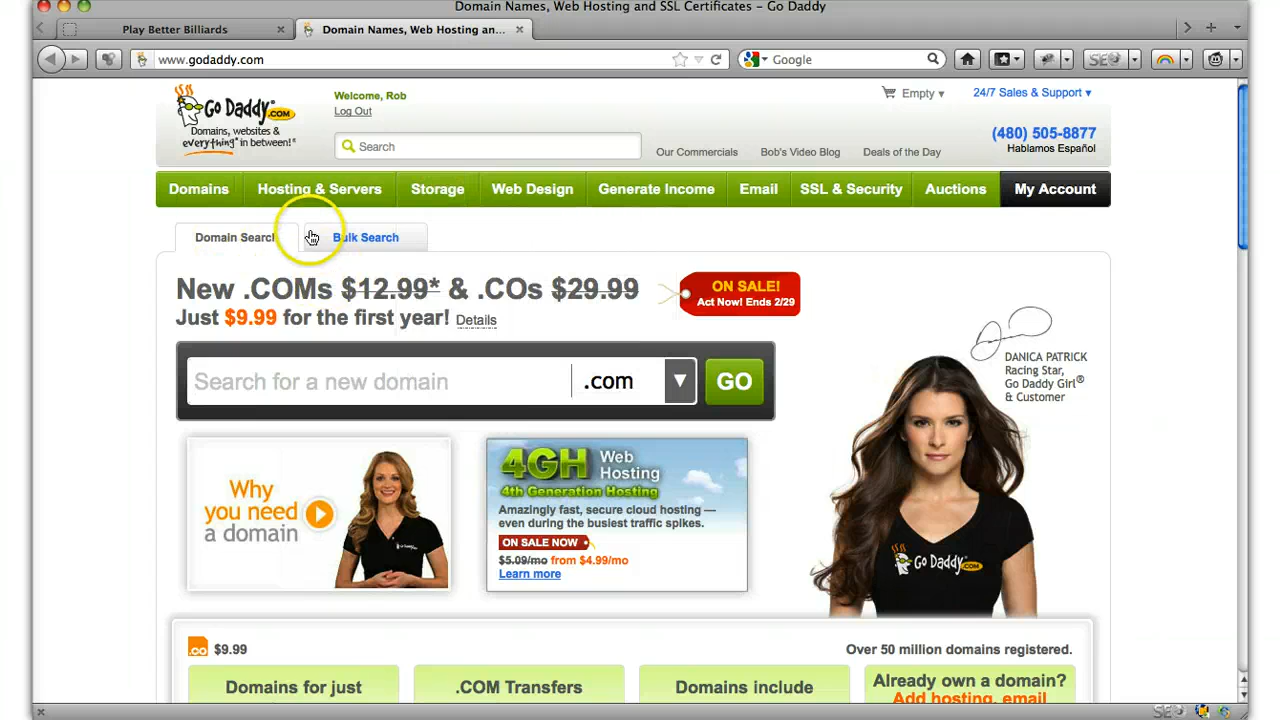 Domain Names, Web Hosting and SSL Certificates – Go Daddy
Play Better Billiards
Domain Names, Web Hosting an...
www.godaddy.com
Google
SEO
Go Daddy.COM
Domains, websites &
everything* in between!®
Welcome, Rob
Log Out
Search
Empty
24/7 Sales & Support
(480) 505-8877
Hablamos Español
Our Commercials
Bob's Video Blog
Deals of the Day
Domains
Hosting & Servers
Storage
Web Design
Generate Income
Email
SSL & Security
Auctions
My Account
Domain Search
Bulk Search
New .COMs $12.99* & .COs $29.99
Just $9.99 for the first year! Details
ON SALE!
Act Now! Ends 2/29
Search for a new domain
.com
GO
DANICA PATRICK
Racing Star,
Go Daddy Girl®
& Customer
Why
you need
a domain
4GH Web Hosting
4th Generation Hosting
Amazingly fast, secure cloud hosting —
even during the busiest traffic spikes.
ON SALE NOW
$5.09/mo from $4.99/mo
Learn more
Go Daddy.COM
.co $9.99
Over 50 million domains registered.
Domains for just
.COM Transfers
Domains include
Already own a domain?
Add hosting, email
SEO